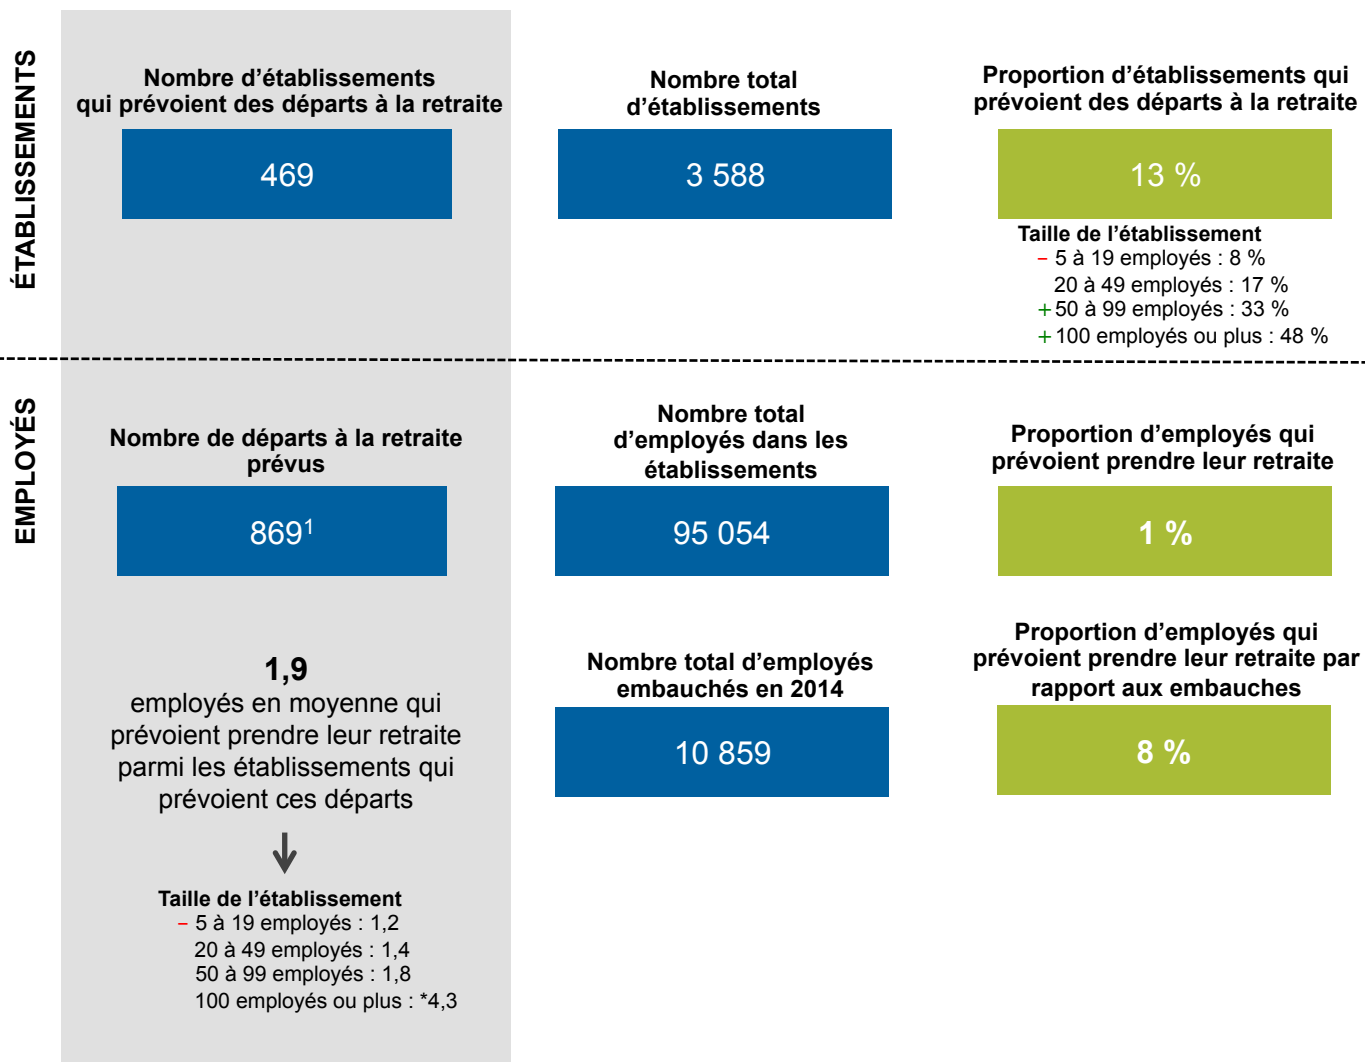 ÉTABLISSEMENTS
Nombre d'établissements
qui prévoient des départs à la retraite
469
Nombre total
d'établissements
3 588
Proportion d'établissements qui
prévoient des départs à la retraite
13 %
Taille de l'établissement
– 5 à 19 employés : 8 %
20 à 49 employés : 17 %
+ 50 à 99 employés : 33 %
+ 100 employés ou plus : 48 %
EMPLOYÉS
Nombre de départs à la retraite
prévus
869¹
Nombre total
d'employés dans les
établissements
95 054
Proportion d'employés qui
prévoient prendre leur retraite
1 %
1,9
employés en moyenne qui
prévoient prendre leur retraite
parmi les établissements qui
prévoient ces départs
Taille de l'établissement
– 5 à 19 employés : 1,2
20 à 49 employés : 1,4
50 à 99 employés : 1,8
100 employés ou plus : *4,3
Nombre total d'employés
embauchés en 2014
10 859
Proportion d'employés qui
prévoient prendre leur retraite par
rapport aux embauches
8 %